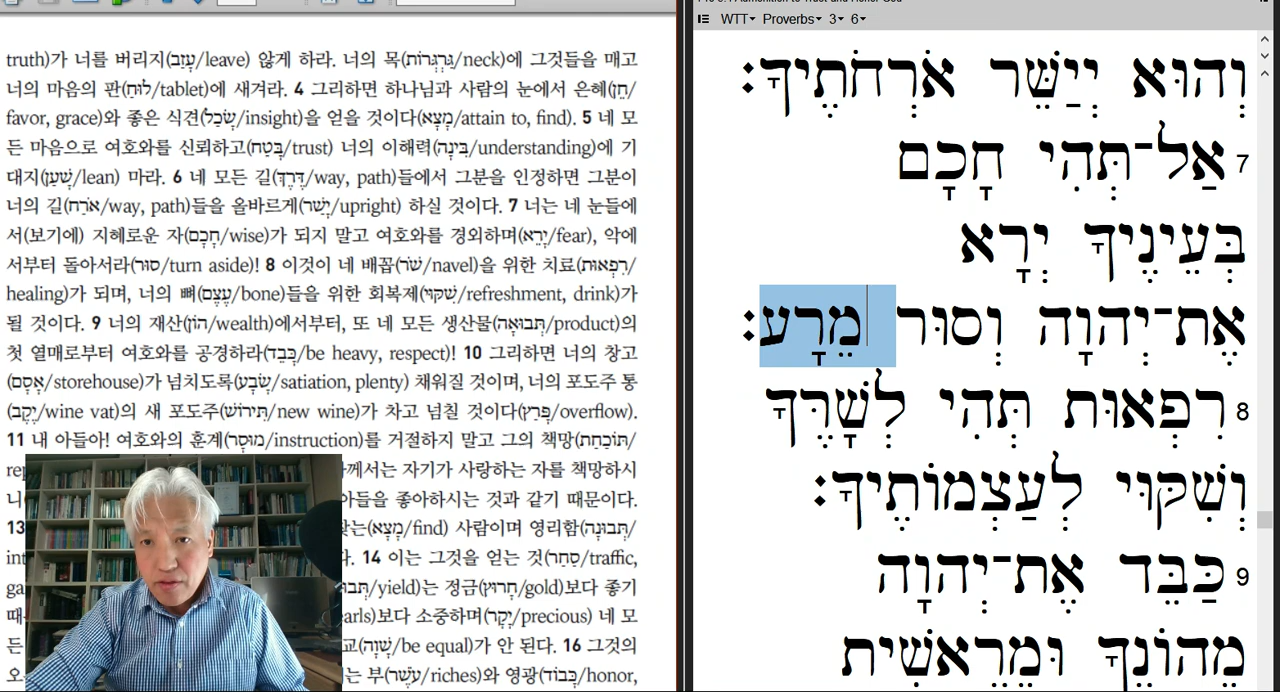 truth)가 너를 버리지(עָזַב/leave) 않게 하라. 너의 목(גַּרְגְּרוֹת/neck)에 그것들을 매고
너의 마음의 판(לוּחַ/tablet)에 새겨라. 4 그리하면 하나님과 사람의 눈에서 은혜(חֵן/
favor, grace)와 좋은 식견(שֶׂכֶל/insight)을 얻을 것이다(מָצָא/attain to, find). 5 네 모
든 마음으로 여호와를 신뢰하고(בָּטַח/trust) 너의 이해력(בִּינָה/understanding)에 기
대지(שָׁעַן/lean) 마라. 6 네 모든 길(דֶּרֶךְ/way, path)들에서 그분을 인정하면 그분이
너의 길(אֹרַח/way, path)들을 올바르게(יָשַׁר/upright) 하실 것이다. 7 너는 네 눈들에
서(보기에) 지혜로운 자(חָכָם/wise)가 되지 말고 여호와를 경외하며(יָרֵא/fear), 악에
서부터 돌아서라(סוּר/turn aside)! 8 이것이 네 배꼽(שֹׁר/navel)을 위한 치료(רִפְאוּת/
healing)가 되며, 너의 뼈(עֶצֶם/bone)들을 위한 회복제(שִׁקּוּי/refreshment, drink)가
될 것이다. 9 너의 재산(הוֹן/wealth)에서부터, 또 네 모든 생산물(תְּבוּאָה/product)의
첫 열매로부터 여호와를 공경하라(כָּבֵד/be heavy, respect)! 10 그리하면 너의 창고
(אָסָם/storehouse)가 넘치도록(שָׂבָע/satiation, plenty) 채워질 것이며, 너의 포도주 통
(יֶקֶב/wine vat)의 새 포도주(תִּירוֹשׁ/new wine)가 차고 넘칠 것이다(פָּרַץ/overflow).
11 내 아들아! 여호와의 훈계(מוּסָר/instruction)를 거절하지 말고 그의 책망(תּוֹכַחַת/
께서는 자기가 사랑하는 자를 책망하시
니 아들을 좋아하시는 것과 같기 때문이다.
13 는(מָצָא/find) 사람이며 영리함(תְּבוּנָה/
int 다. 14 이는 그것을 얻는 것(סַחַר/traffic,
ga /yield)는 정금(חָרוּץ/gold)보다 좋기
때 arls)보다 소중하며(יָקָר/precious) 네 모
든 교(שָׁוָה/be equal)가 안 된다. 16 그것의
오 는 부(עֹשֶׁר/riches)와 영광(כָּבוֹד/honor,
WTT Proverbs 3 6
וְהוּא יְיַשֵּׁר אֹרְחֹתֶיךָ׃
7 אַל־תְּהִי חָכָם
בְּעֵינֶיךָ יְרָא
אֶת־יְהוָה וְסוּר מֵרָע׃
8 רִפְאוּת תְּהִי לְשָׁרֶּךָ
וְשִׁקּוּי לְעַצְמוֹתֶיךָ׃
9 כַּבֵּד אֶת־יְהוָה
מֵהוֹנֶךָ וּמֵרֵאשִׁית